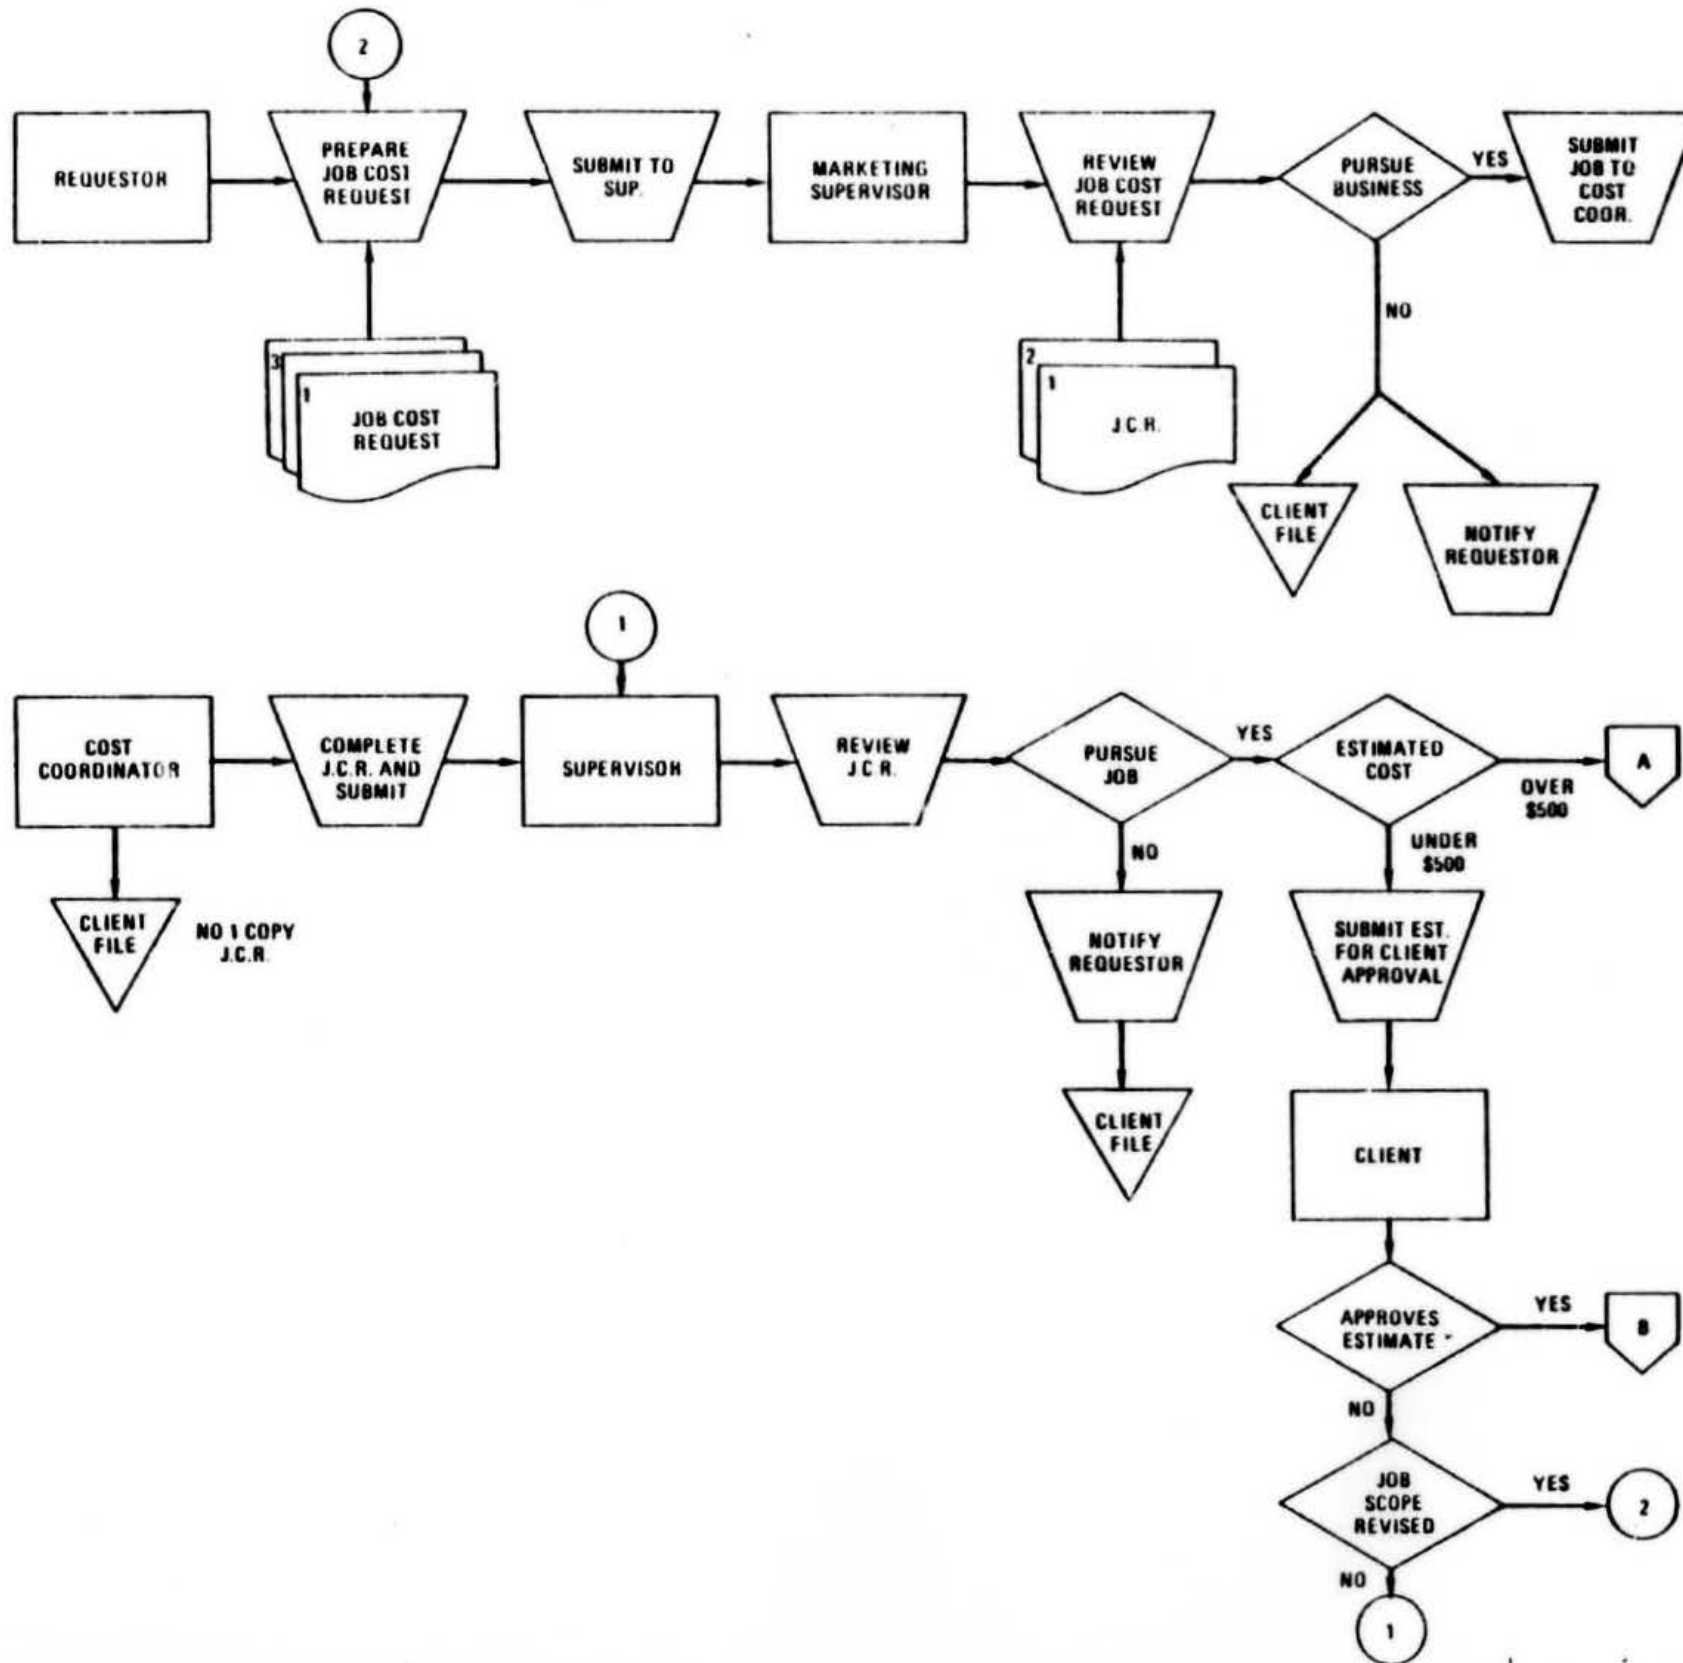 2
REQUESTOR
PREPARE
JOB COST
REQUEST
SUBMIT TO
SUP.
MARKETING
SUPERVISOR
REVIEW
JOB COST
REQUEST
PURSUE
BUSINESS
YES
SUBMIT
JOB TO
COST
COOR.
NO
3
1
JOB COST
REQUEST
2
1
J.C.R.
CLIENT
FILE
NOTIFY
REQUESTOR
1
COST
COORDINATOR
COMPLETE
J.C.R. AND
SUBMIT
SUPERVISOR
REVIEW
J.C.R.
PURSUE
JOB
YES
ESTIMATED
COST
OVER
$500
A
NO
UNDER
$500
CLIENT
FILE
NO 1 COPY
J.C.R.
NOTIFY
REQUESTOR
SUBMIT EST.
FOR CLIENT
APPROVAL
CLIENT
FILE
CLIENT
APPROVES
ESTIMATE
YES
B
NO
JOB
SCOPE
REVISED
YES
2
NO
1